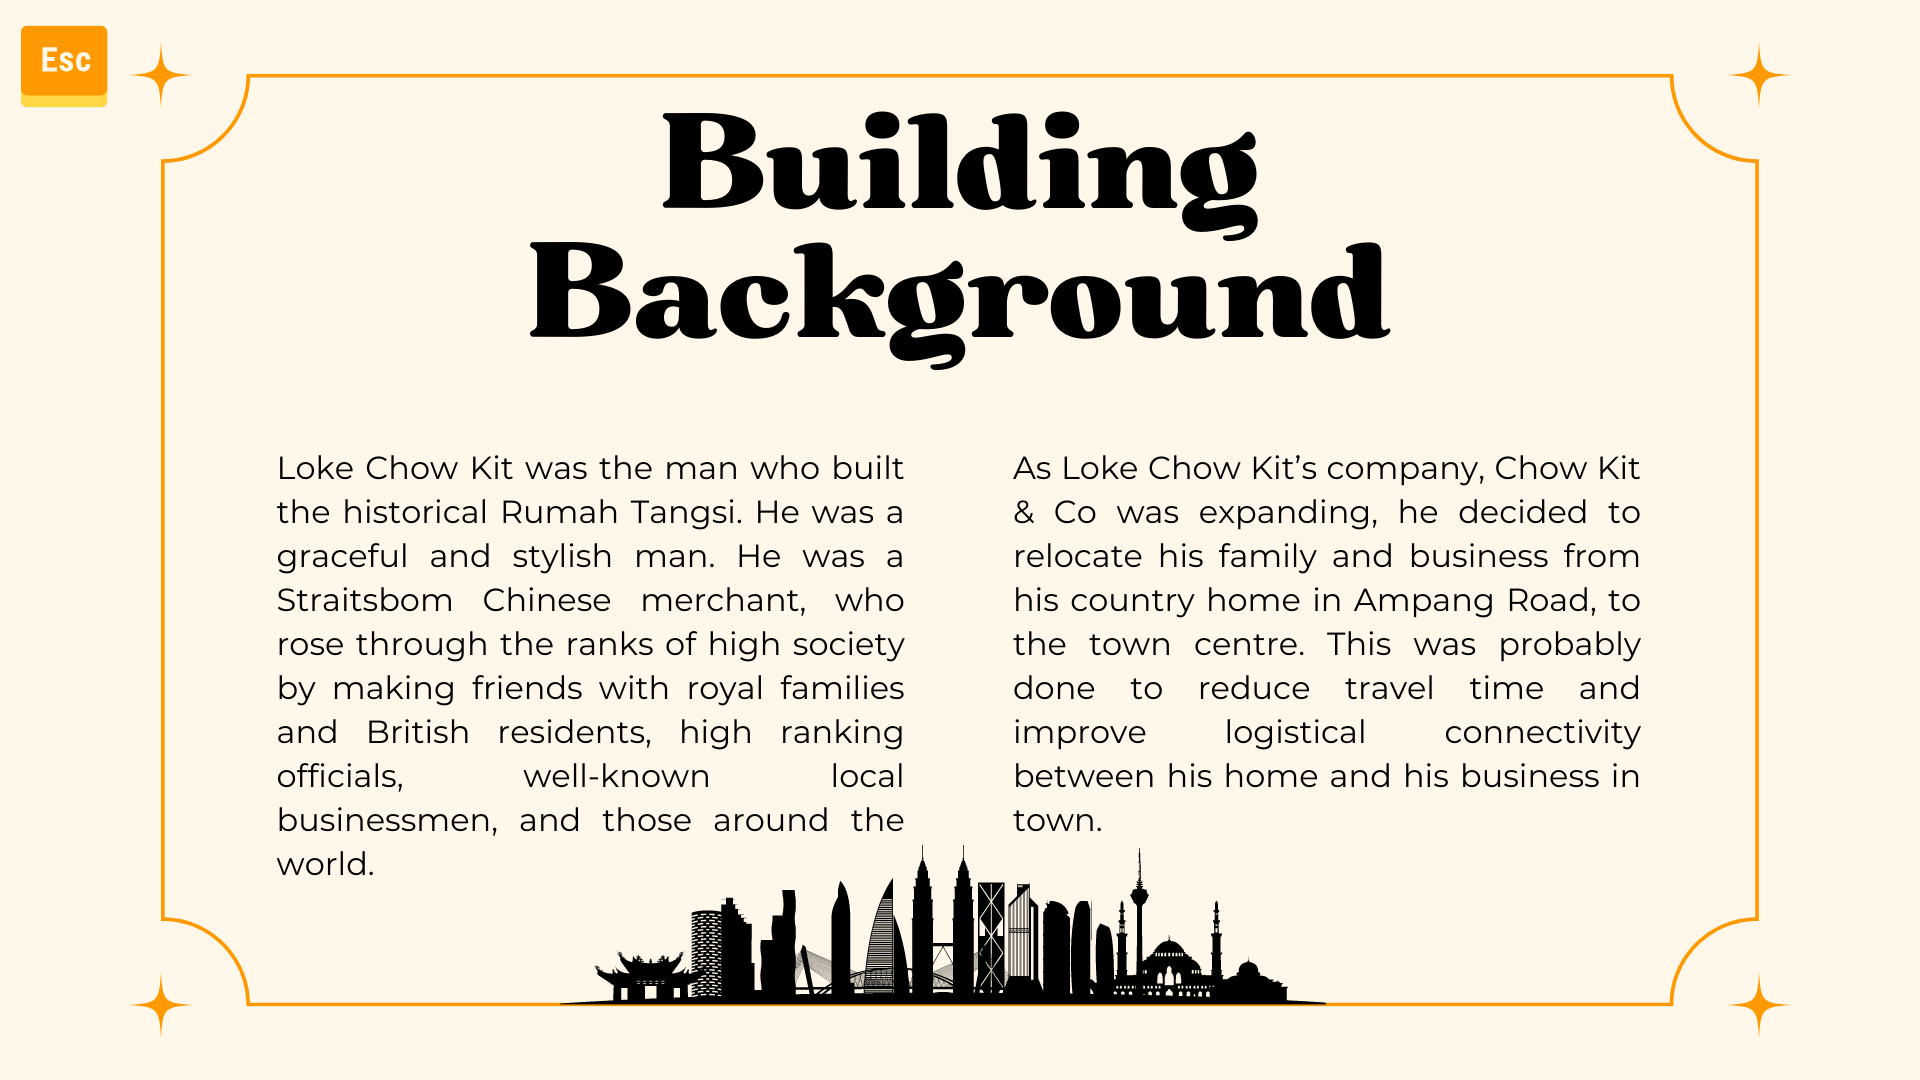 Esc
Building
Background
Loke Chow Kit was the man who built
the historical Rumah Tangsi. He was a
graceful and stylish man. He was a
Straitsbom Chinese merchant, who
rose through the ranks of high society
by making friends with royal families
and British residents, high ranking
officials, well-known local
businessmen, and those around the
world.
As Loke Chow Kit’s company, Chow Kit
& Co was expanding, he decided to
relocate his family and business from
his country home in Ampang Road, to
the town centre. This was probably
done to reduce travel time and
improve logistical connectivity
between his home and his business in
town.